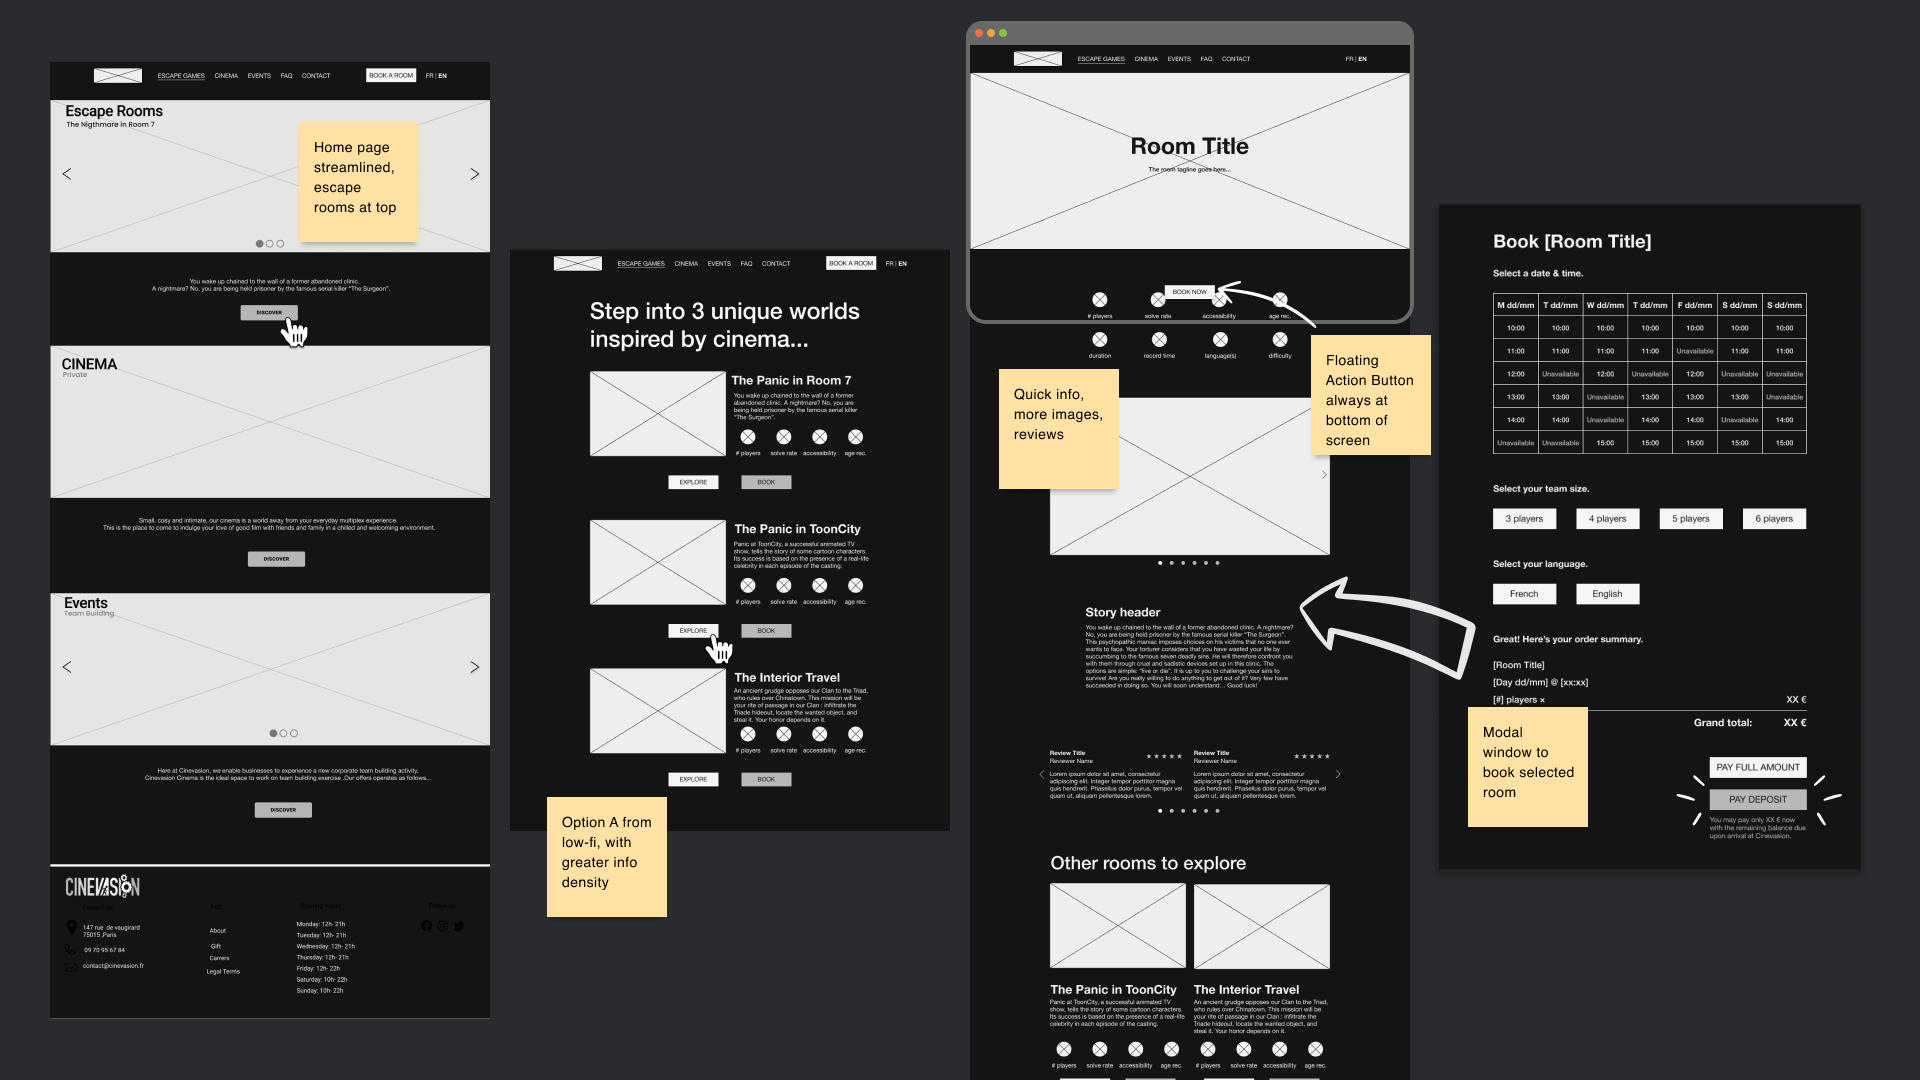 ESCAPE GAMES CINEMA EVENTS FAQ CONTACT BOOK A ROOM FR | EN
Escape Rooms
The Nigthmare in Room 7
Home page
streamlined,
escape
rooms at top
You wake up chained to the wall of a former abandoned clinic.
A nightmare? No, you are being held prisoner by the famous serial killer "The Surgeon".
DISCOVER
CINEMA
Private
Small, cosy and intimate, our cinema is a world away from your everyday multiplex experience.
This is the place to come to indulge your love of good film with friends and family in a chilled and welcoming environment.
DISCOVER
Events
Team Building
Here at Cinevasion, we enable businesses to experience a new corporate team building activity.
Cinevasion Cinema is the ideal space to work on team building exercise .Our offers operates as follows...
DISCOVER
CINEVASION
Contact Us
147 rue de vaugirard
75015 ,Paris
09 70 95 67 84
contact@cinevasion.fr
FAQ
About
Gift
Carrers
Legal Terms
Opening hours
Monday: 12h- 21h
Tuesday: 12h- 21h
Wednesday: 12h- 21h
Thursday: 12h- 21h
Friday: 12h- 22h
Saturday: 10h- 22h
Sunday: 10h- 22h
Follow us
ESCAPE GAMES CINEMA EVENTS FAQ CONTACT BOOK A ROOM FR | EN
Step into 3 unique worlds
inspired by cinema...
The Panic in Room 7
You wake up chained to the wall of a former
abandoned clinic. A nightmare? No, you are
being held prisoner by the famous serial killer
"The Surgeon".
# players solve rate accessibility age rec.
EXPLORE BOOK
The Panic in ToonCity
Panic at ToonCity, a successful animated TV
show, tells the story of some cartoon characters.
Its success is based on the presence of a real-life
celebrity in each episode of the casting.
# players solve rate accessibility age rec.
EXPLORE BOOK
The Interior Travel
An ancient grudge opposes our Clan to the Triad,
who rules over Chinatown. This mission will be
your rite of passage in our Clan : infiltrate the
Triade hideout, locate the wanted object, and
steal it. Your honor depends on it.
# players solve rate accessibility age rec.
EXPLORE BOOK
Option A from
low-fi, with
greater info
density
ESCAPE GAMES CINEMA EVENTS FAQ CONTACT FR | EN
Room Title
The room tagline goes here...
BOOK NOW
# players solve rate accessibility age rec.
duration record time language(s) difficulty
Quick info,
more images,
reviews
Floating
Action Button
always at
bottom of
screen
Story header
You wake up chained to the wall of a former abandoned clinic. A nightmare?
No, you are being held prisoner by the famous serial killer "The Surgeon".
This psychopathic maniac imposes choices on his victims that no one ever
wants to face. Your torturer considers that you have wasted your life by
succumbing to the famous seven deadly sins. He will therefore confront you
with them through cruel and sadistic devices set up in this clinic. The
options are simple: "live or die". It is up to you to challenge your sins to
survive! Are you really willing to do anything to get out of it? Very few have
succeeded in doing so. You will soon understand... Good luck!
Review Title
Reviewer Name
Lorem ipsum dolor sit amet, consectetur
adipiscing elit. Integer tempor porttitor magna
quis hendrerit. Phasellus dolor purus, tempor vel
quam ut, aliquam pellentesque lorem.
Review Title
Reviewer Name
Lorem ipsum dolor sit amet, consectetur
adipiscing elit. Integer tempor porttitor magna
quis hendrerit. Phasellus dolor purus, tempor vel
quam ut, aliquam pellentesque lorem.
Other rooms to explore
The Panic in ToonCity
Panic at ToonCity, a successful animated TV
show, tells the story of some cartoon characters.
Its success is based on the presence of a real-life
celebrity in each episode of the casting.
# players solve rate accessibility age rec.
The Interior Travel
An ancient grudge opposes our Clan to the Triad,
who rules over Chinatown. This mission will be
your rite of passage in our Clan : infiltrate the
Triade hideout, locate the wanted object, and
steal it. Your honor depends on it.
# players solve rate accessibility age rec.
Book [Room Title]
Select a date & time.
M dd/mm T dd/mm W dd/mm T dd/mm F dd/mm S dd/mm S dd/mm
10:00 10:00 10:00 10:00 10:00 10:00 10:00
11:00 11:00 11:00 11:00 Unavailable 11:00 11:00
12:00 Unavailable 12:00 Unavailable 12:00 Unavailable Unavailable
13:00 13:00 Unavailable 13:00 13:00 13:00 Unavailable
14:00 14:00 Unavailable 14:00 14:00 Unavailable 14:00
Unavailable Unavailable 15:00 15:00 15:00 15:00 15:00
Select your team size.
3 players 4 players 5 players 6 players
Select your language.
French English
Great! Here's your order summary.
[Room Title]
[Day dd/mm] @ [xx:xx]
[#] players × XX €
Grand total: XX €
Modal
window to
book selected
room
PAY FULL AMOUNT
PAY DEPOSIT
You may pay only XX € now
with the remaining balance due
upon arrival at Cinevasion.